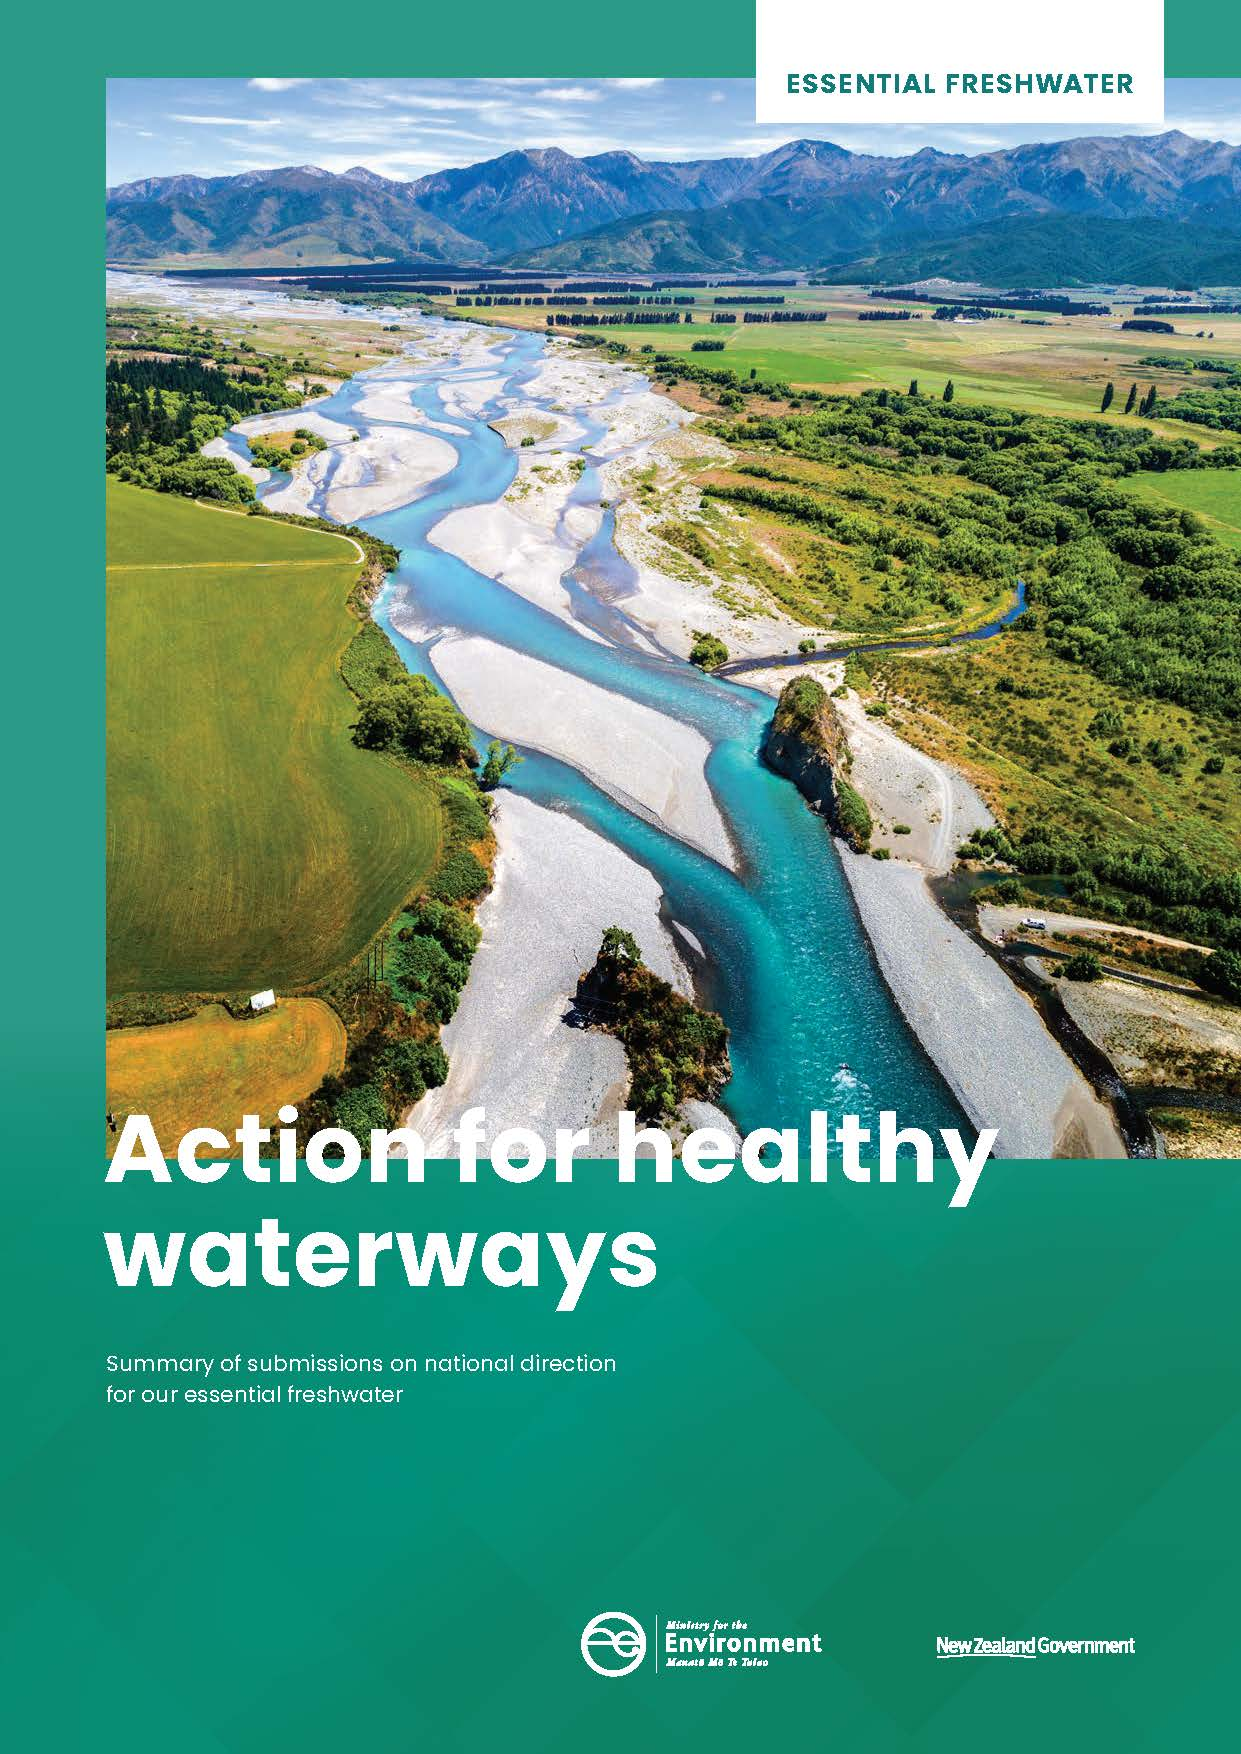 ESSENTIAL FRESHWATER
Action for healthy
waterways
Summary of submissions on national direction
for our essential freshwater
Ministry for the
Environment
Manatū Mō Te Taiao
New Zealand Government